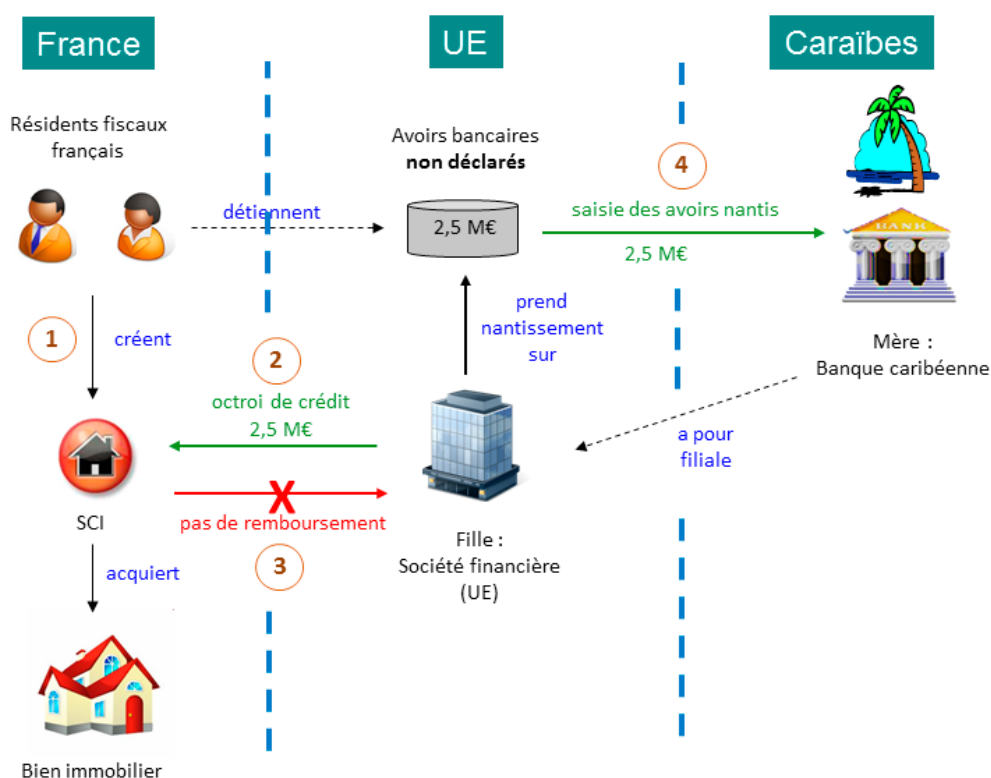 France
UE
Caraïbes
Résidents fiscaux
français
Avoirs bancaires
non déclarés
4
détiennent
2,5 M€
saisie des avoirs nantis
2,5 M€
BANK
1
créent
prend
nantissement
sur
2
octroi de crédit
2,5 M€
Mère :
Banque caribéenne
a pour
filiale
SCI
X
pas de remboursement
3
Fille :
Société financière
(UE)
acquiert
Bien immobilier